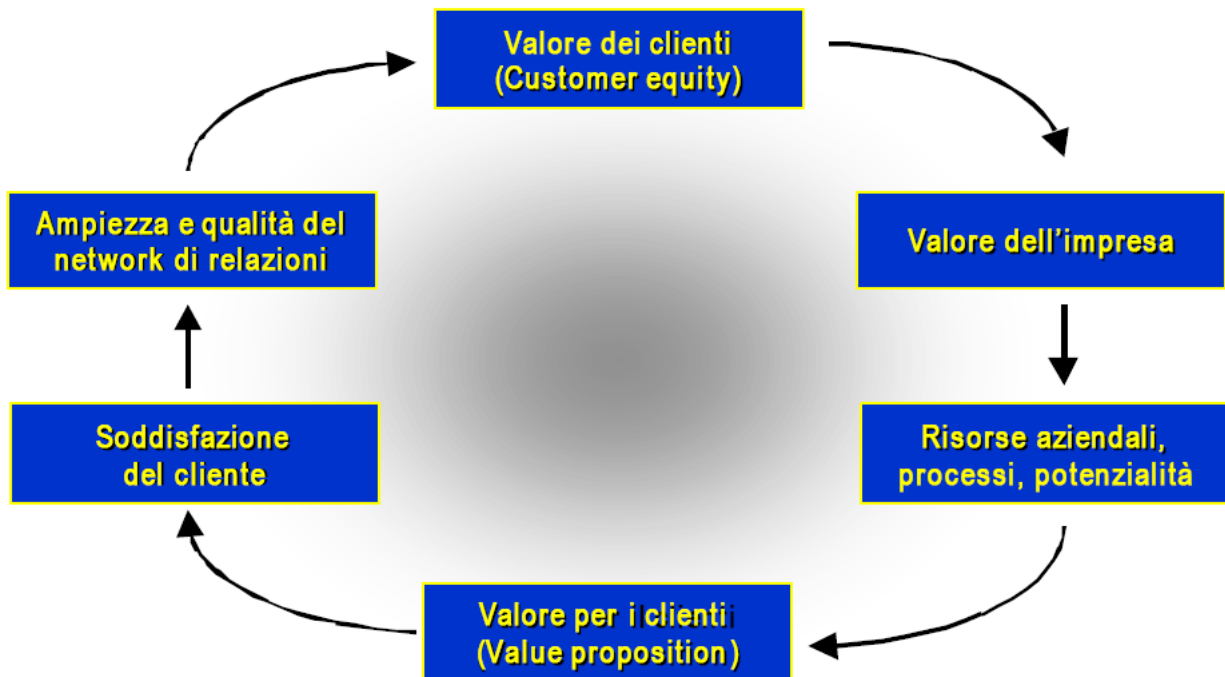 Valore dei clienti
(Customer equity)
Ampiezza e qualità del
network di relazioni
Valore dell'impresa
Soddisfazione
del cliente
Risorse aziendali,
processi, potenzialità
Valore per i clienti
(Value proposition)